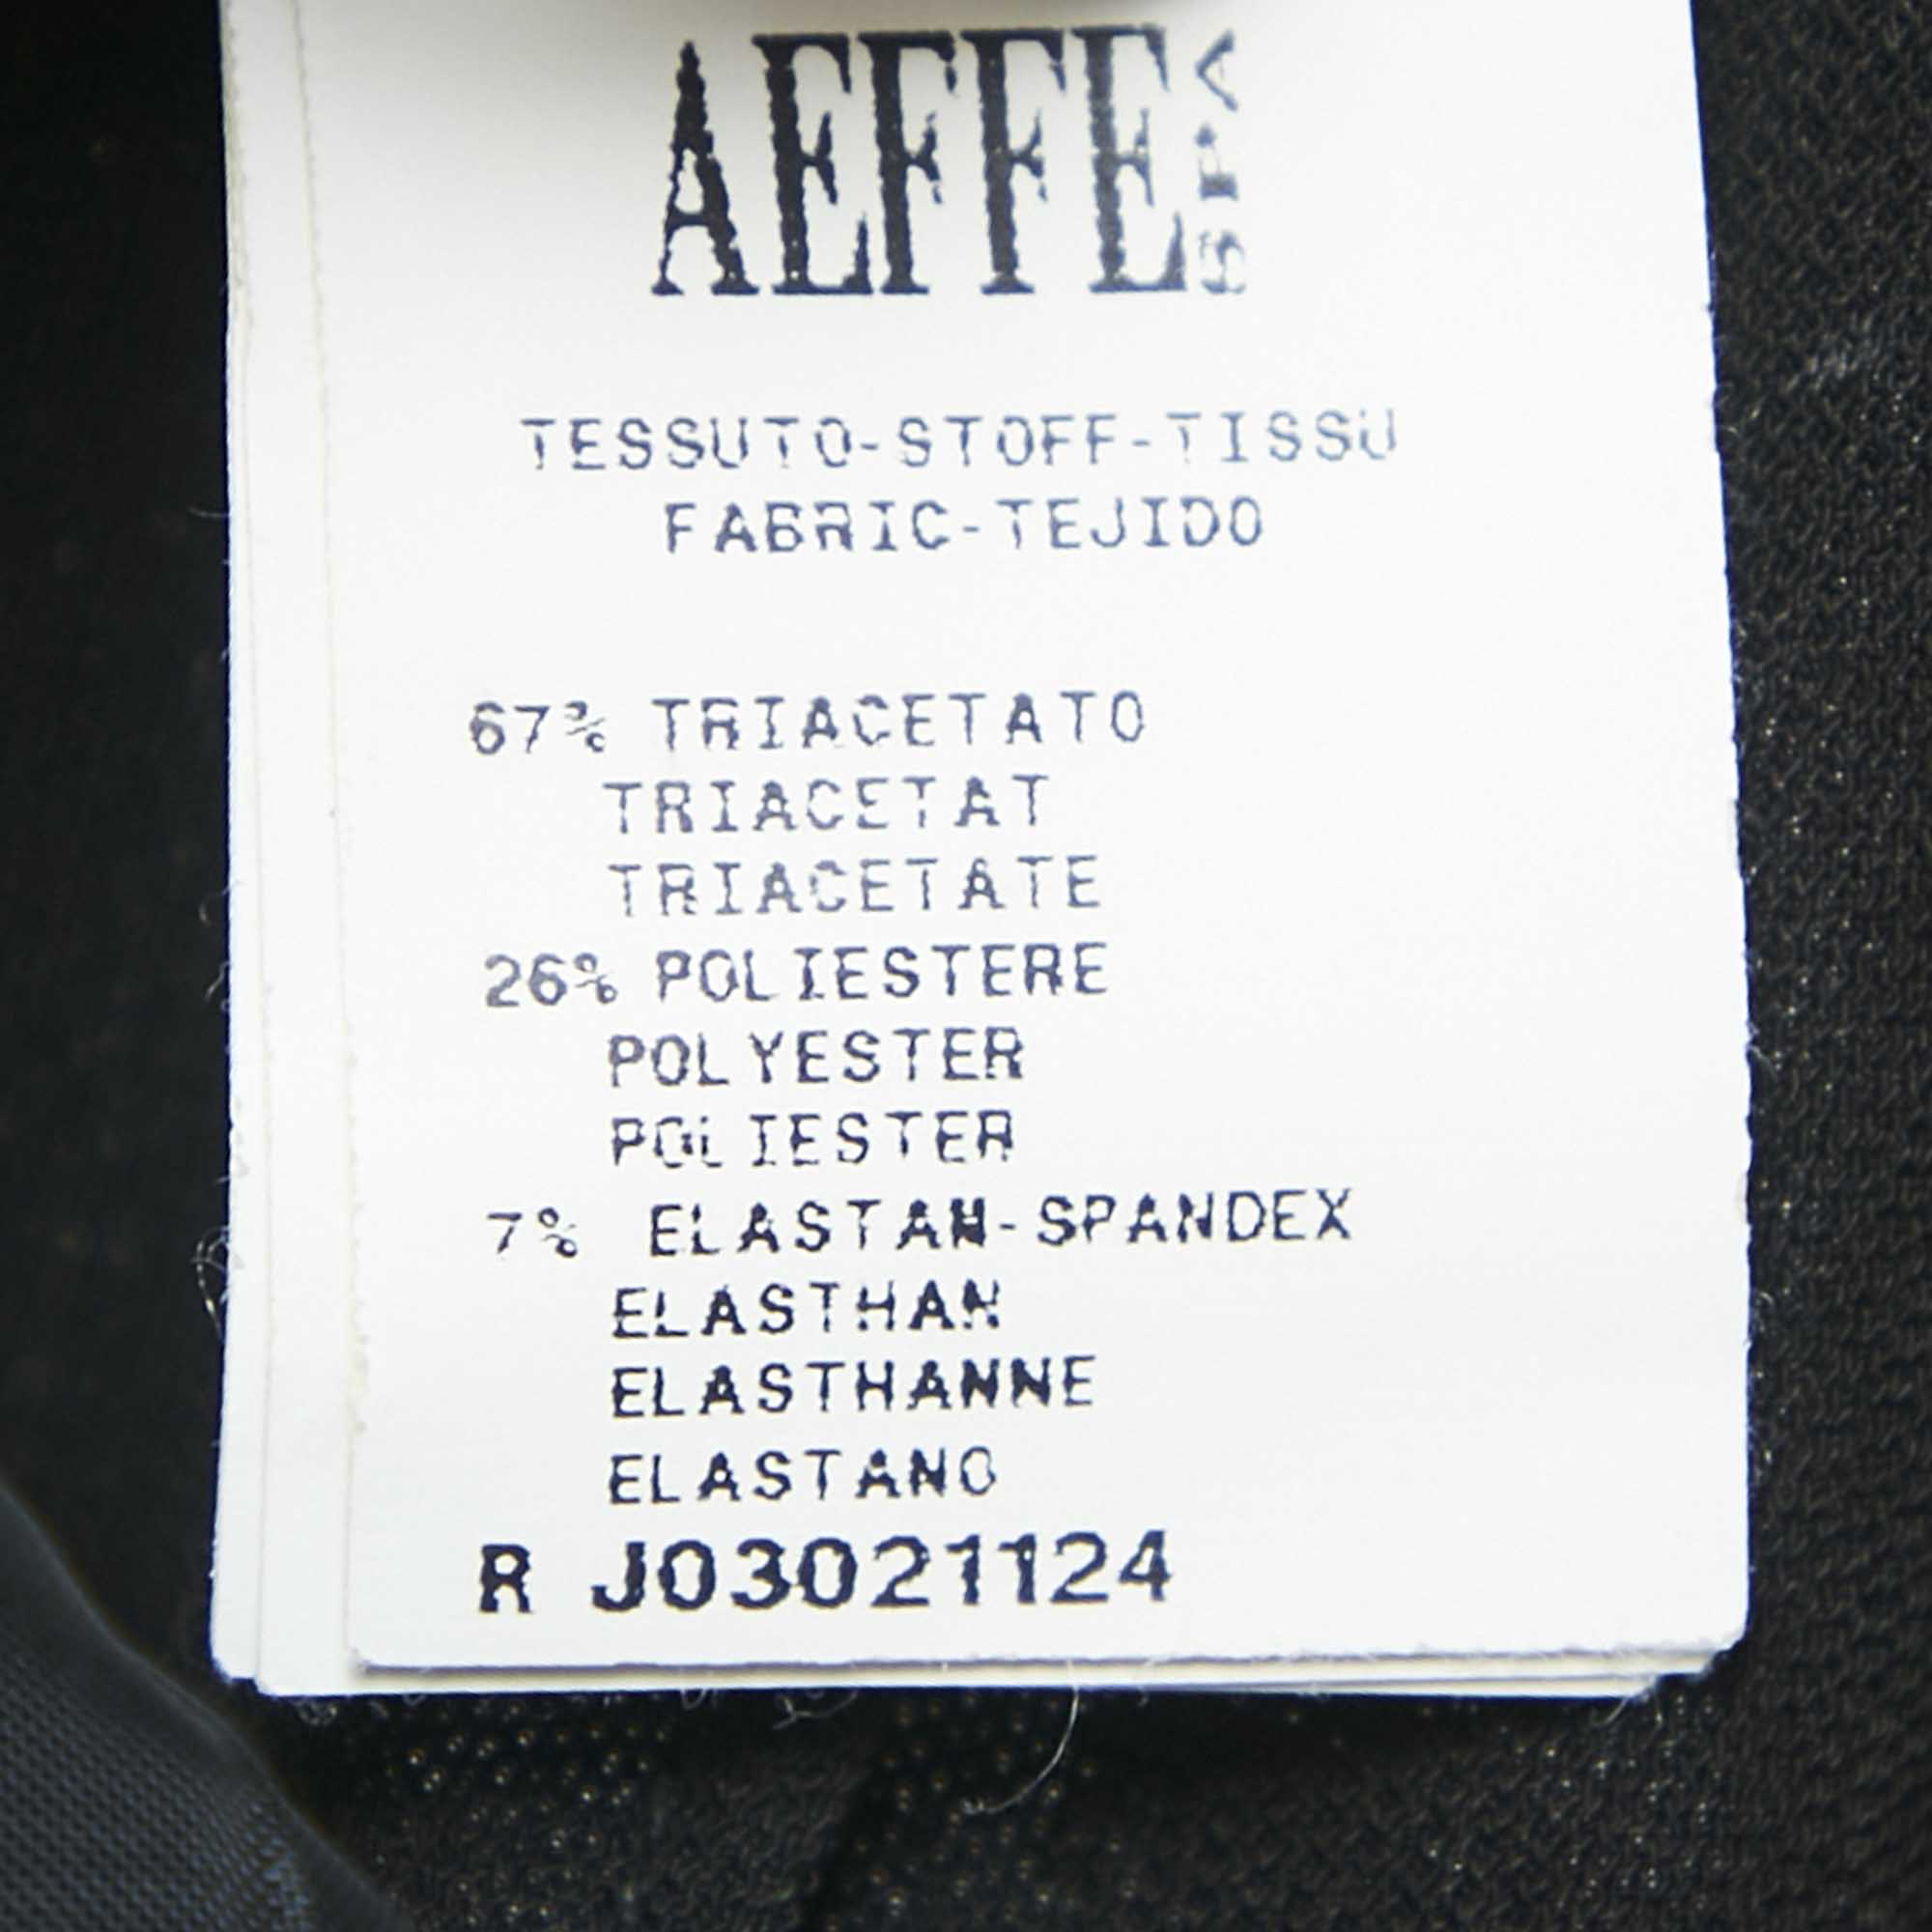 AEFFE SPA
TESSUTO-STOFF-TISSU
FABRIC-TEJIDO
67% TRIACETATO
TRIACETAT
TRIACETATE
26% POLIESTERE
POLYESTER
POLIESTER
7% ELASTAN-SPANDEX
ELASTHAN
ELASTHANNE
ELASTANO
R J03021124